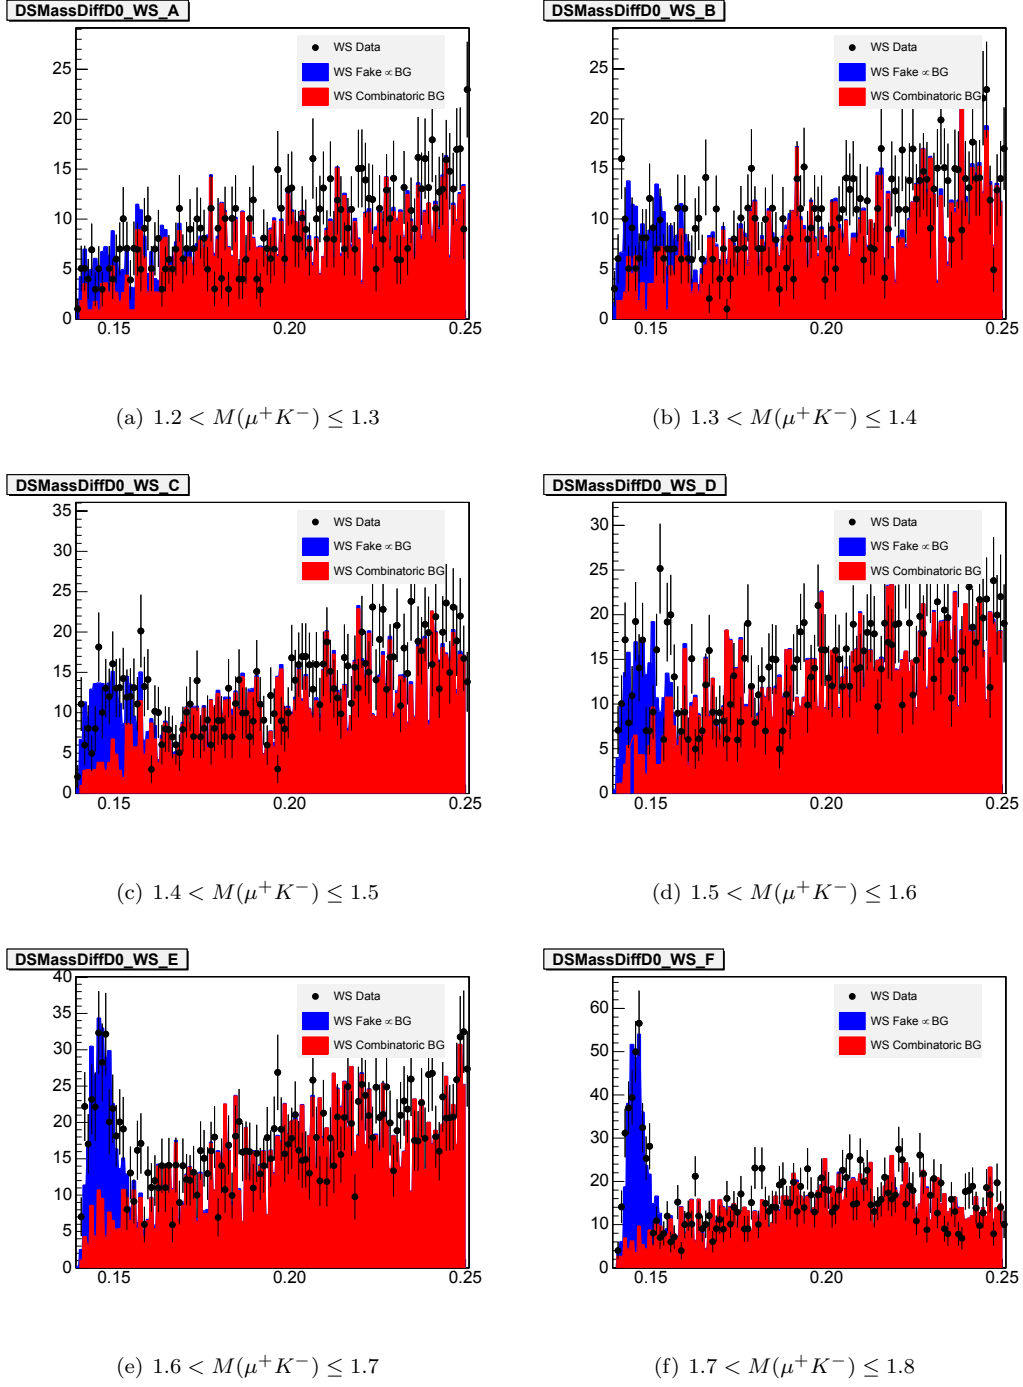 DSMassDiffD0_WS_A
WS Data
WS Fake ∝ BG
WS Combinatoric BG
25
20
15
10
5
0
0.15 0.20 0.25
(a) 1.2 < M(μ⁺K⁻) ≤ 1.3
DSMassDiffD0_WS_B
WS Data
WS Fake ∝ BG
WS Combinatoric BG
25
20
15
10
5
0
0.15 0.20 0.25
(b) 1.3 < M(μ⁺K⁻) ≤ 1.4
DSMassDiffD0_WS_C
WS Data
WS Fake ∝ BG
WS Combinatoric BG
35
30
25
20
15
10
5
0
0.15 0.20 0.25
(c) 1.4 < M(μ⁺K⁻) ≤ 1.5
DSMassDiffD0_WS_D
WS Data
WS Fake ∝ BG
WS Combinatoric BG
30
25
20
15
10
5
0
0.15 0.20 0.25
(d) 1.5 < M(μ⁺K⁻) ≤ 1.6
DSMassDiffD0_WS_E
WS Data
WS Fake ∝ BG
WS Combinatoric BG
40
35
30
25
20
15
10
5
0
0.15 0.20 0.25
(e) 1.6 < M(μ⁺K⁻) ≤ 1.7
DSMassDiffD0_WS_F
WS Data
WS Fake ∝ BG
WS Combinatoric BG
60
50
40
30
20
10
0
0.15 0.20 0.25
(f) 1.7 < M(μ⁺K⁻) ≤ 1.8